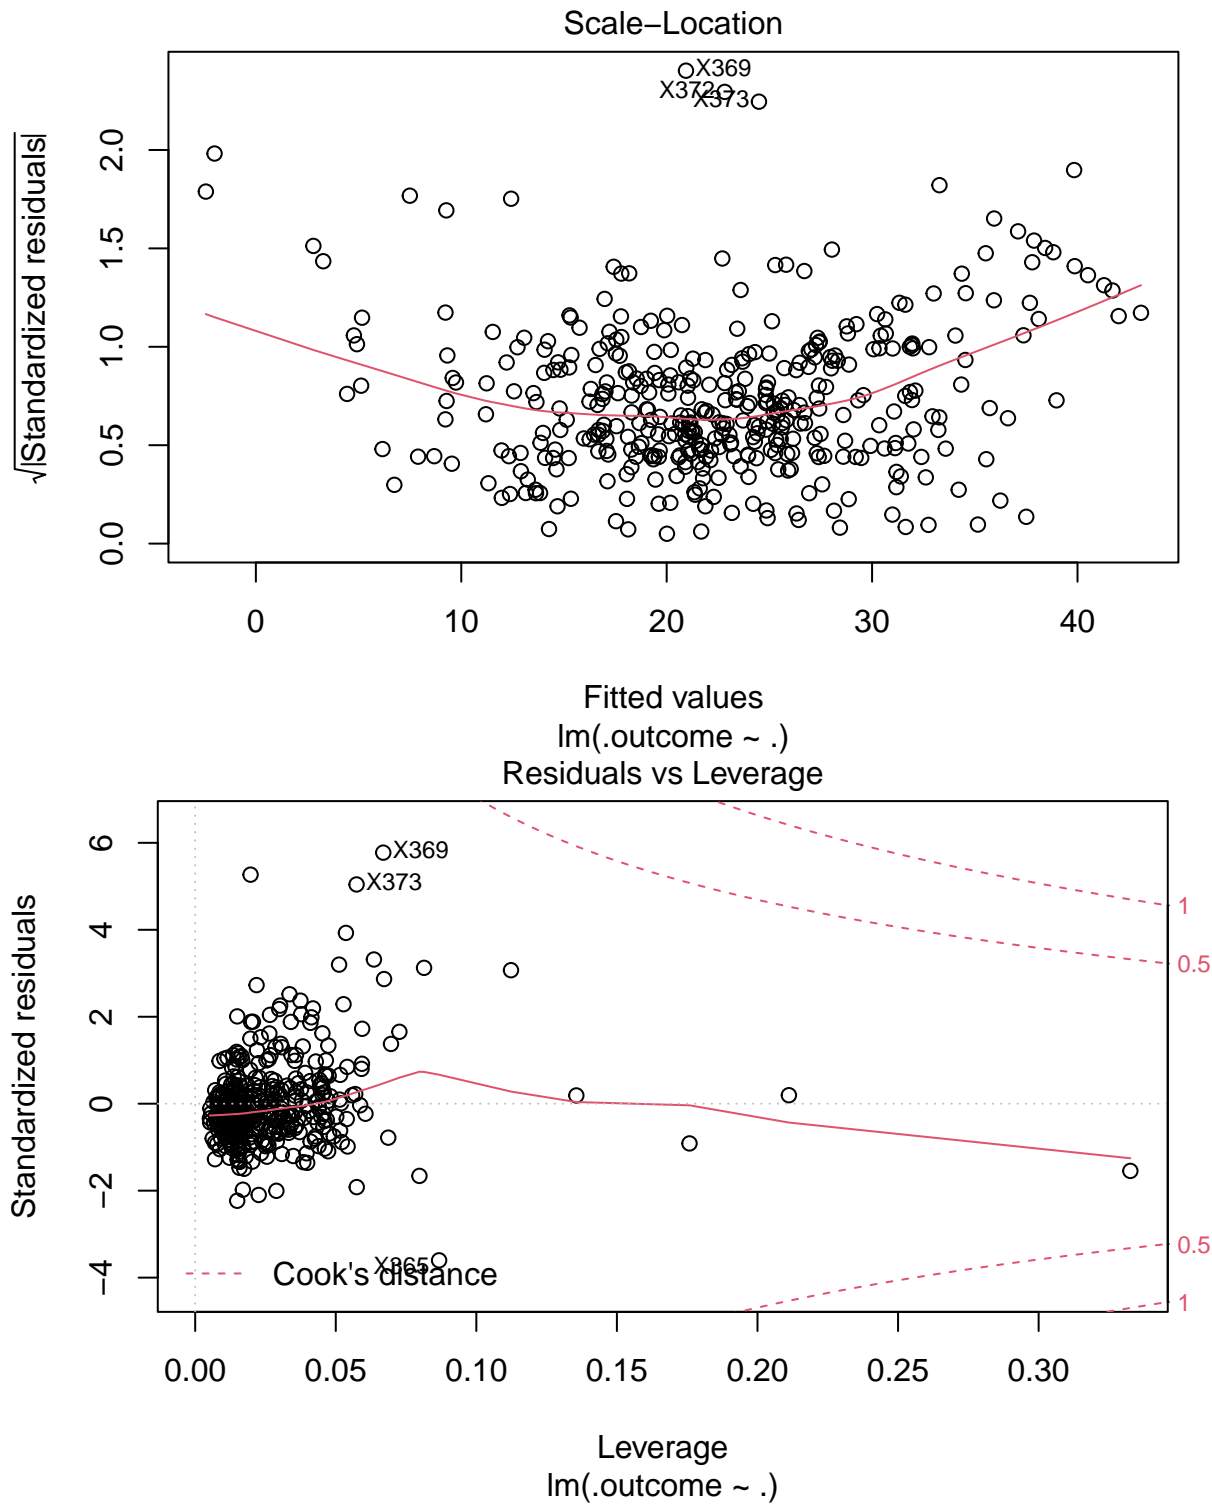 Scale−Location
√|Standardized residuals|
0.0 0.5 1.0 1.5 2.0
X369
X372
X373
0 10 20 30 40
Fitted values
lm(.outcome ~ .)
Residuals vs Leverage
Standardized residuals
−4 −2 0 2 4 6
X369
X373
1
0.5
0.5
1
X365
Cook's distance
0.00 0.05 0.10 0.15 0.20 0.25 0.30
Leverage
lm(.outcome ~ .)